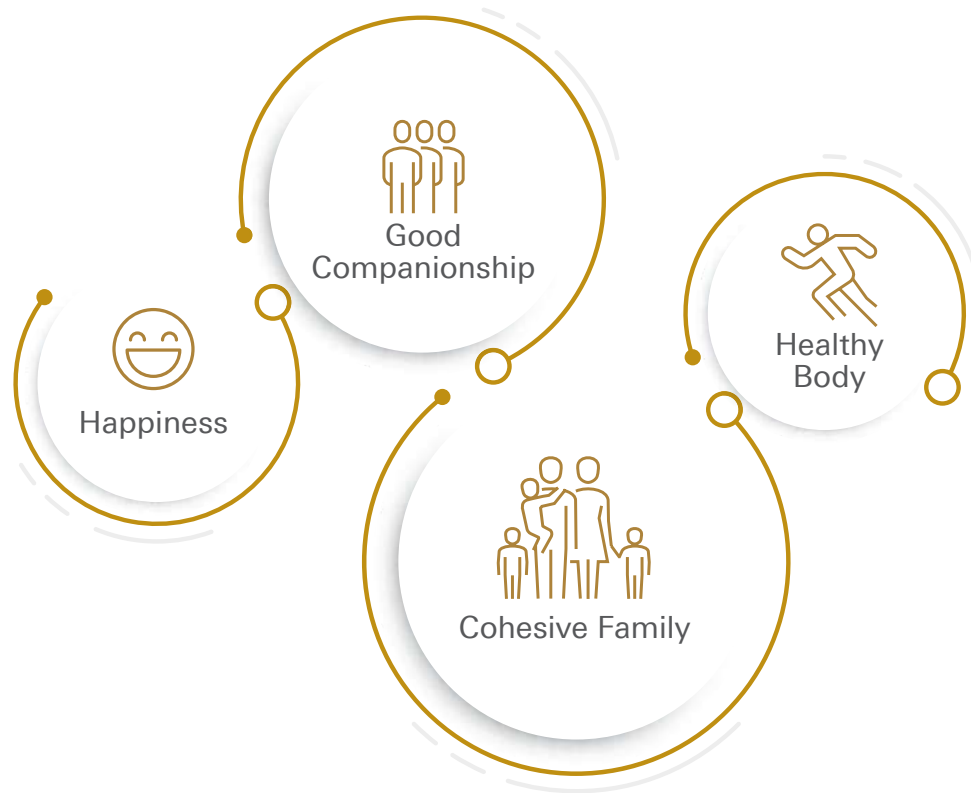 Happiness
Good
Companionship
Cohesive Family
Healthy
Body